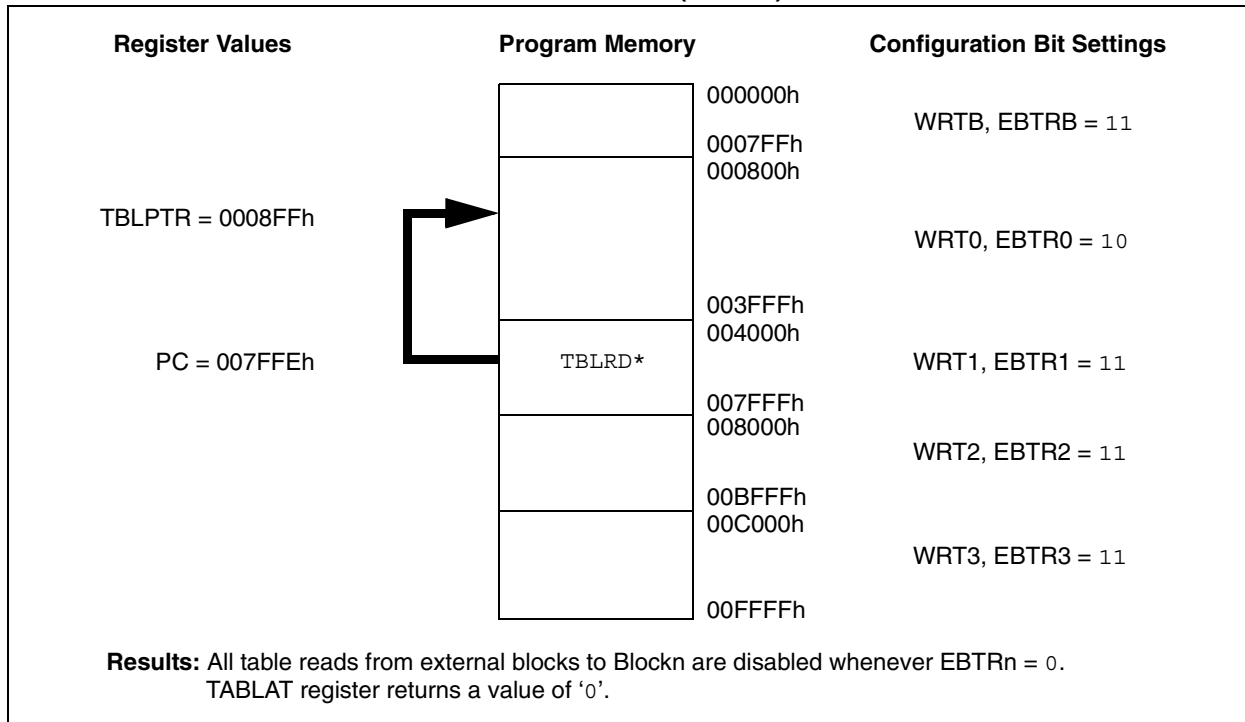 Register Values
Program Memory
Configuration Bit Settings
000000h
WRTB, EBTRB = 11
0007FFh
000800h
TBLPTR = 0008FFh
WRT0, EBTR0 = 10
003FFFh
004000h
PC = 007FFEh
TBLRD*
WRT1, EBTR1 = 11
007FFFh
008000h
WRT2, EBTR2 = 11
00BFFFh
00C000h
WRT3, EBTR3 = 11
00FFFFh
Results: All table reads from external blocks to Blockn are disabled whenever EBTRn = 0.
TABLAT register returns a value of ‘0’.